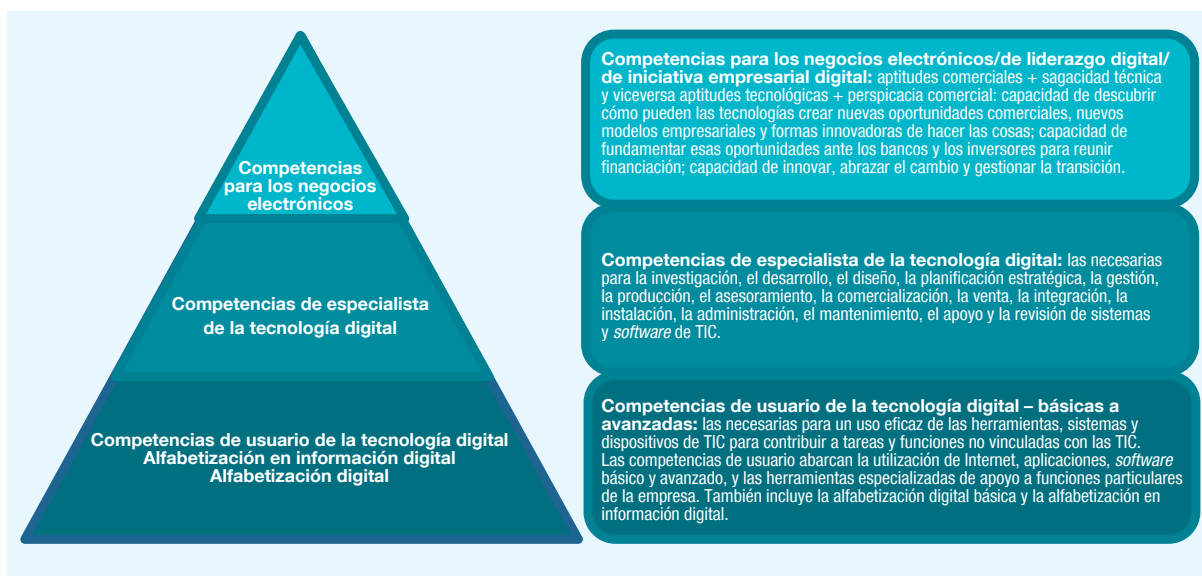 Competencias
para los negocios
electrónicos
Competencias de especialista
de la tecnología digital
Competencias de usuario de la tecnología digital
Alfabetización en información digital
Alfabetización digital
Competencias para los negocios electrónicos/de liderazgo digital/
de iniciativa empresarial digital: aptitudes comerciales + sagacidad técnica
y viceversa aptitudes tecnológicas + perspicacia comercial: capacidad de descubrir
cómo pueden las tecnologías crear nuevas oportunidades comerciales, nuevos
modelos empresariales y formas innovadoras de hacer las cosas; capacidad de
fundamentar esas oportunidades ante los bancos y los inversores para reunir
financiación; capacidad de innovar, abrazar el cambio y gestionar la transición.
Competencias de especialista de la tecnología digital: las necesarias
para la investigación, el desarrollo, el diseño, la planificación estratégica, la gestión,
la producción, el asesoramiento, la comercialización, la venta, la integración, la
instalación, la administración, el mantenimiento, el apoyo y la revisión de sistemas
y software de TIC.
Competencias de usuario de la tecnología digital – básicas a
avanzadas: las necesarias para un uso eficaz de las herramientas, sistemas y
dispositivos de TIC para contribuir a tareas y funciones no vinculadas con las TIC.
Las competencias de usuario abarcan la utilización de Internet, aplicaciones, software
básico y avanzado, y las herramientas especializadas de apoyo a funciones particulares
de la empresa. También incluye la alfabetización digital básica y la alfabetización en
información digital.